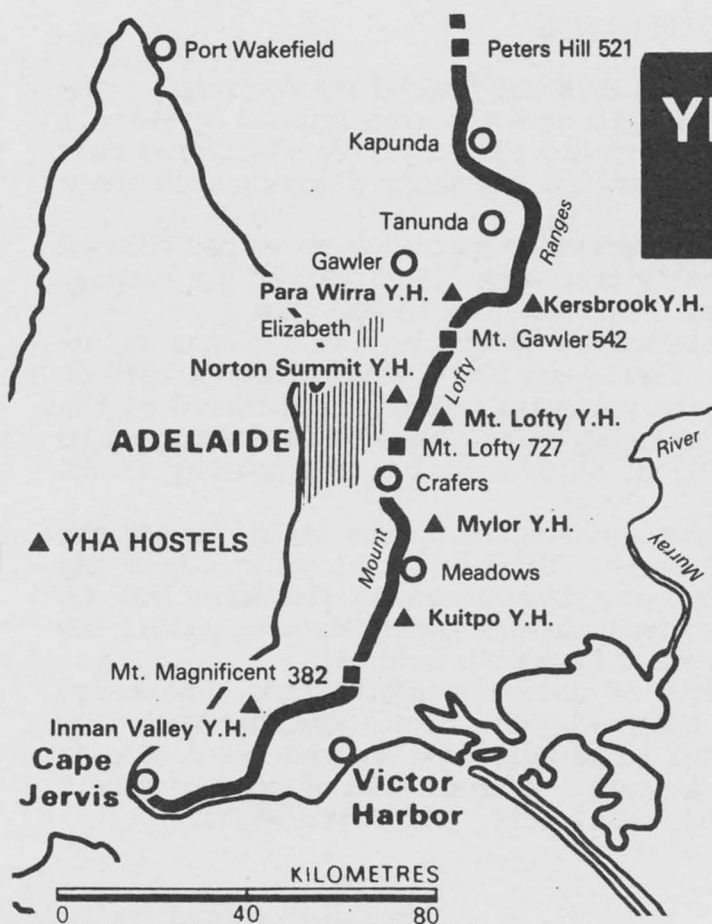 Port Wakefield
Peters Hill 521
Kapunda
Tanunda
Ranges
Gawler
Para Wirra Y.H.
KersbrookY.H.
Elizabeth
Mt. Gawler 542
Norton Summit Y.H.
Lofty
Mt. Lofty Y.H.
ADELAIDE
Mt. Lofty 727
River
Crafers
▲ YHA HOSTELS
Mylor Y.H.
Mount
Murray
Meadows
Kuitpo Y.H.
Mt. Magnificent 382
Inman Valley Y.H.
Cape
Jervis
Victor
Harbor
KILOMETRES
0 40 80